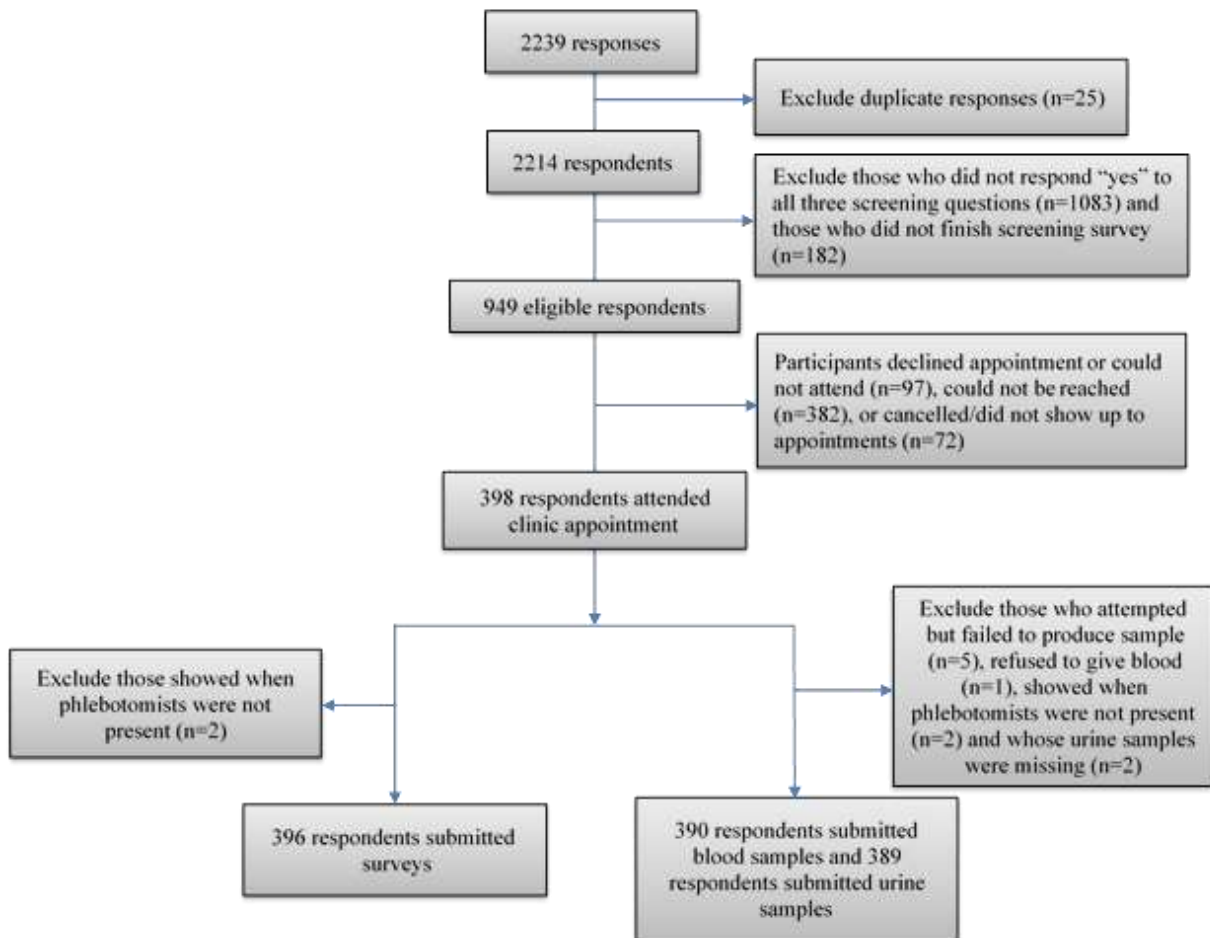 2239 responses
Exclude duplicate responses (n=25)
2214 respondents
Exclude those who did not respond “yes” to
all three screening questions (n=1083) and
those who did not finish screening survey
(n=182)
949 eligible respondents
Participants declined appointment or could
not attend (n=97), could not be reached
(n=382), or cancelled/did not show up to
appointments (n=72)
398 respondents attended
clinic appointment
Exclude those showed when
phlebotomists were not
present (n=2)
Exclude those who attempted
but failed to produce sample
(n=5), refused to give blood
(n=1), showed when
phlebotomists were not present
(n=2) and whose urine samples
were missing (n=2)
396 respondents submitted
surveys
390 respondents submitted
blood samples and 389
respondents submitted urine
samples